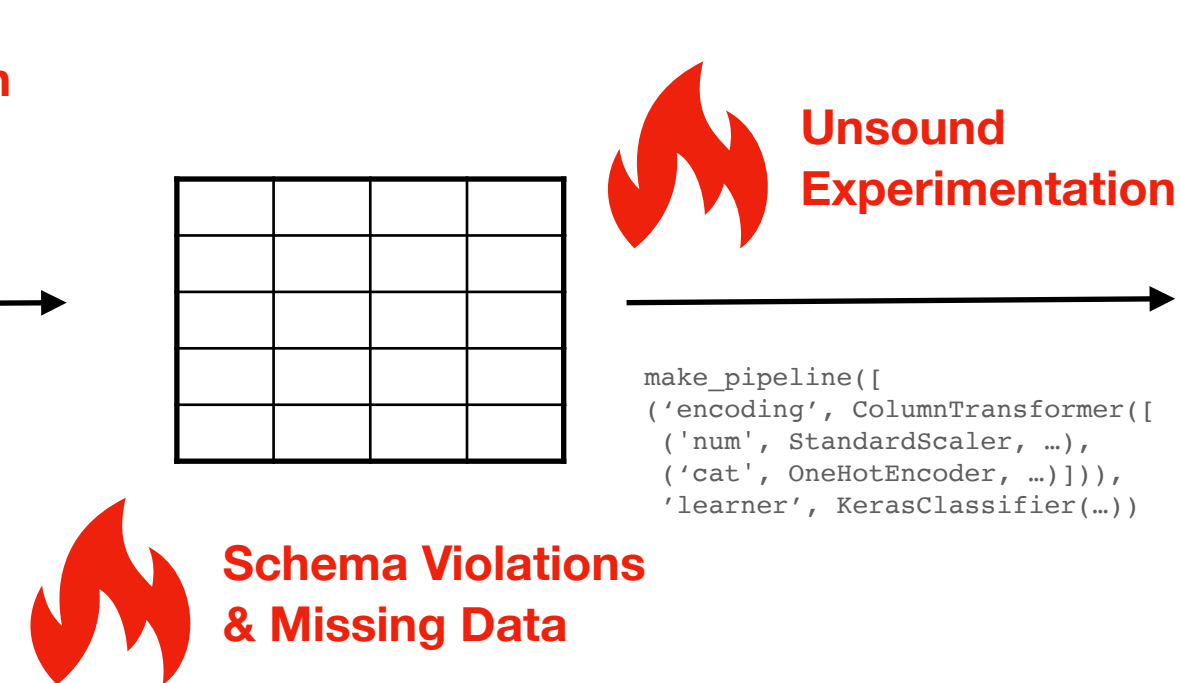 Unsound
Experimentation
make_pipeline([
(‘encoding’, ColumnTransformer([
('num', StandardScaler, …),
(‘cat', OneHotEncoder, …)])),
’learner’, KerasClassifier(…))
Schema Violations
& Missing Data